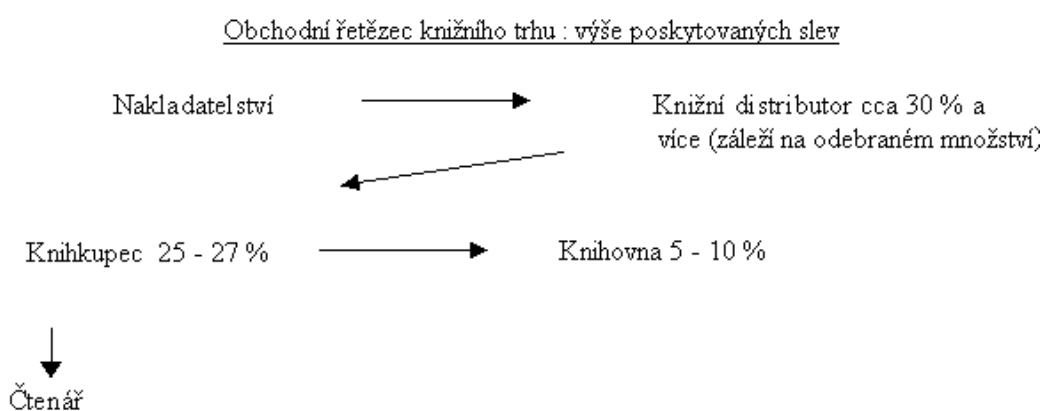 Obchodní řetězec knižního trhu : výše poskytovaných slev
Nakladatelství
Knižní distributor cca 30 % a
více (záleží na odebraném množství)
Knihkupec 25 - 27 %
Knihovna 5 - 10 %
Čtenář